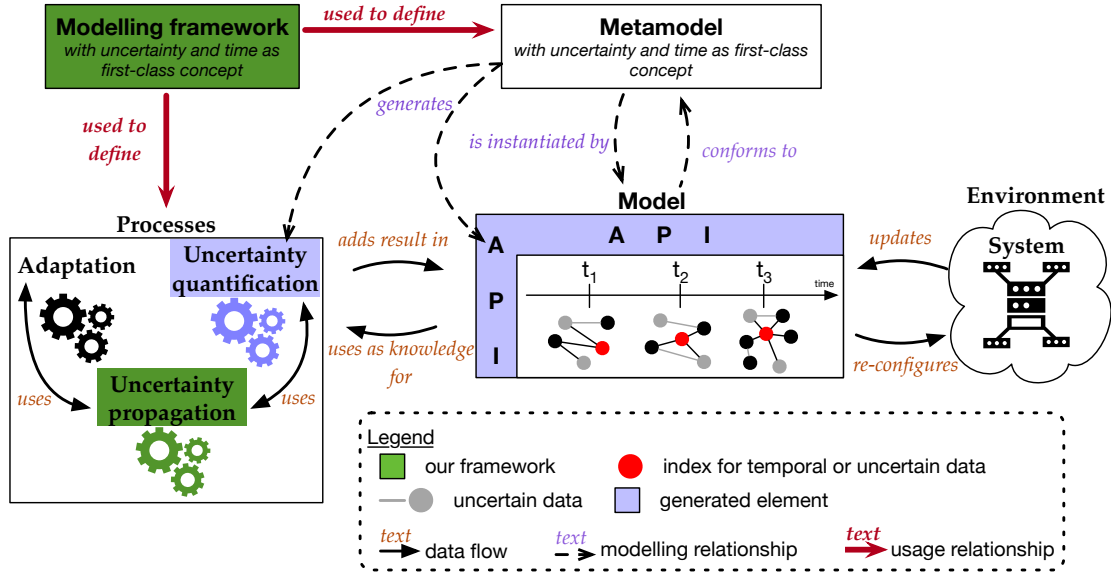 Modelling framework
with uncertainty and time as
first-class concept
used to define
Metamodel
with uncertainty and time as first-class
concept
generates
used to
define
is instantiated by
conforms to
Processes
Model
Environment
Adaptation
Uncertainty
quantification
adds result in
A
P
I
A P I
t1
t2
t3
time
updates
System
uses as knowledge
for
re-configures
uses
Uncertainty
propagation
uses
Legend
our framework
index for temporal or uncertain data
uncertain data
generated element
text
data flow
text
modelling relationship
text
usage relationship